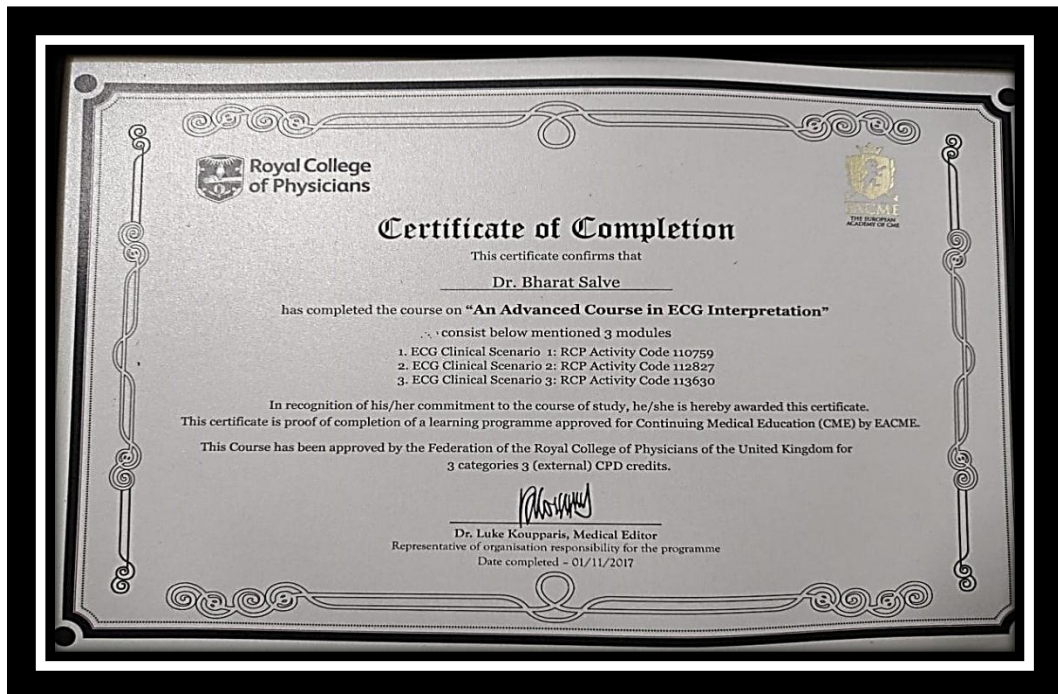 Royal College
of Physicians
EACME
THE EUROPEAN
ACADEMY OF CME
Certificate of Completion
This certificate confirms that
Dr. Bharat Salve
has completed the course on “An Advanced Course in ECG Interpretation”
consist below mentioned 3 modules
1. ECG Clinical Scenario 1: RCP Activity Code 110759
2. ECG Clinical Scenario 2: RCP Activity Code 112827
3. ECG Clinical Scenario 3: RCP Activity Code 113630
In recognition of his/her commitment to the course of study, he/she is hereby awarded this certificate.
This certificate is proof of completion of a learning programme approved for Continuing Medical Education (CME) by EACME.
This Course has been approved by the Federation of the Royal College of Physicians of the United Kingdom for
3 categories 3 (external) CPD credits.
Dr. Luke Koupparis, Medical Editor
Representative of organisation responsibility for the programme
Date completed - 01/11/2017